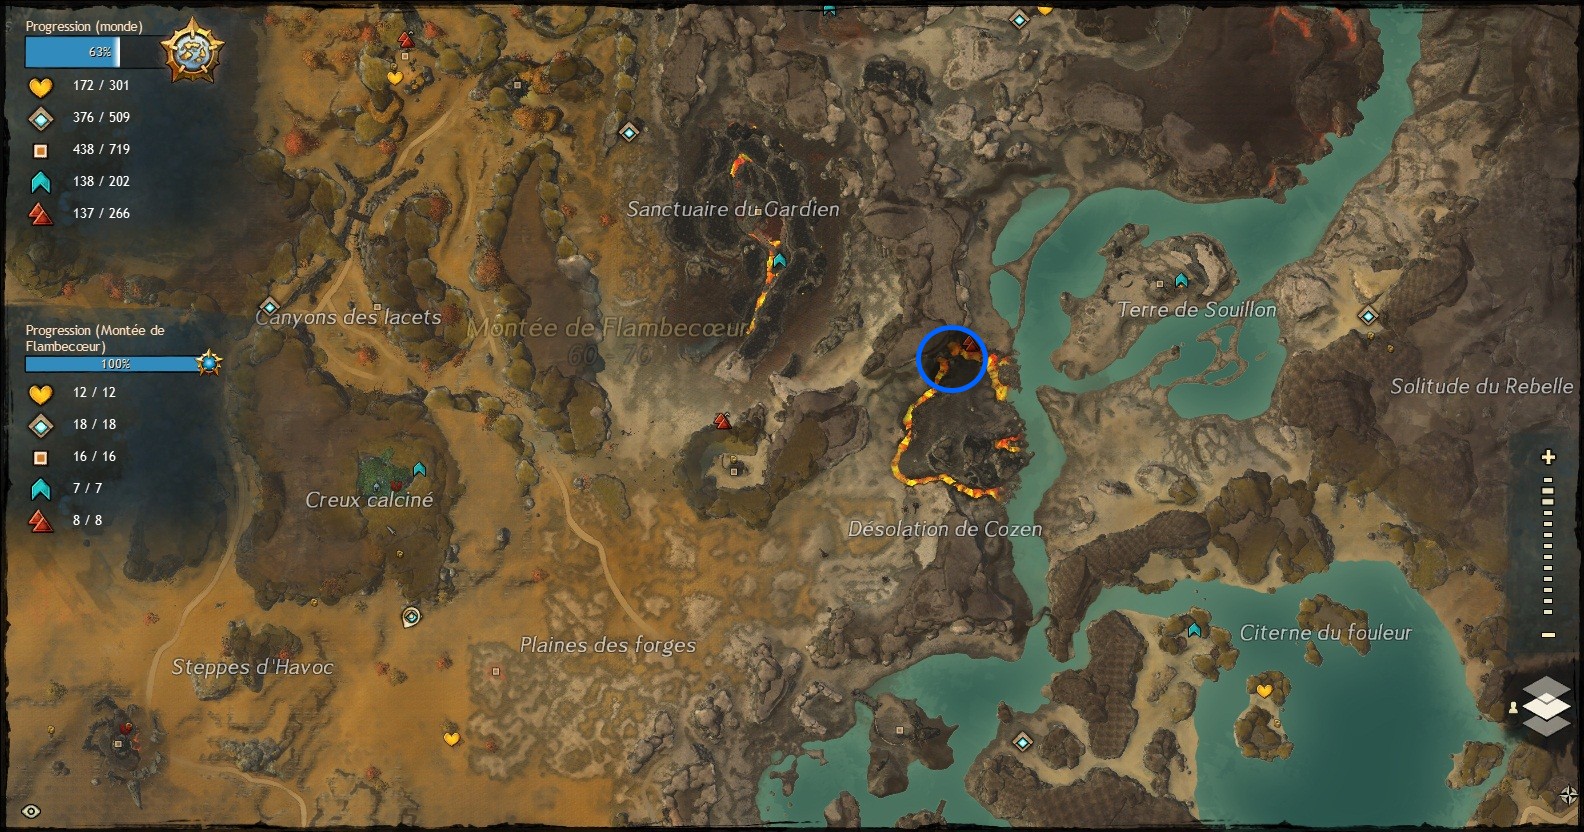 Progression (monde)
63%
172 / 301
376 / 509
438 / 719
138 / 202
137 / 266
Sanctuaire du Gardien
Terre de Souillon
Canyons des lacets
Montée de Flambecœur
Progression (Montée de
Flambecœur)
100%
12 / 12
18 / 18
16 / 16
7 / 7
8 / 8
Solitude du Rebelle
Creux calciné
Désolation de Cozen
Plaines des forges
Citerne du fouleur
Steppes d'Havoc